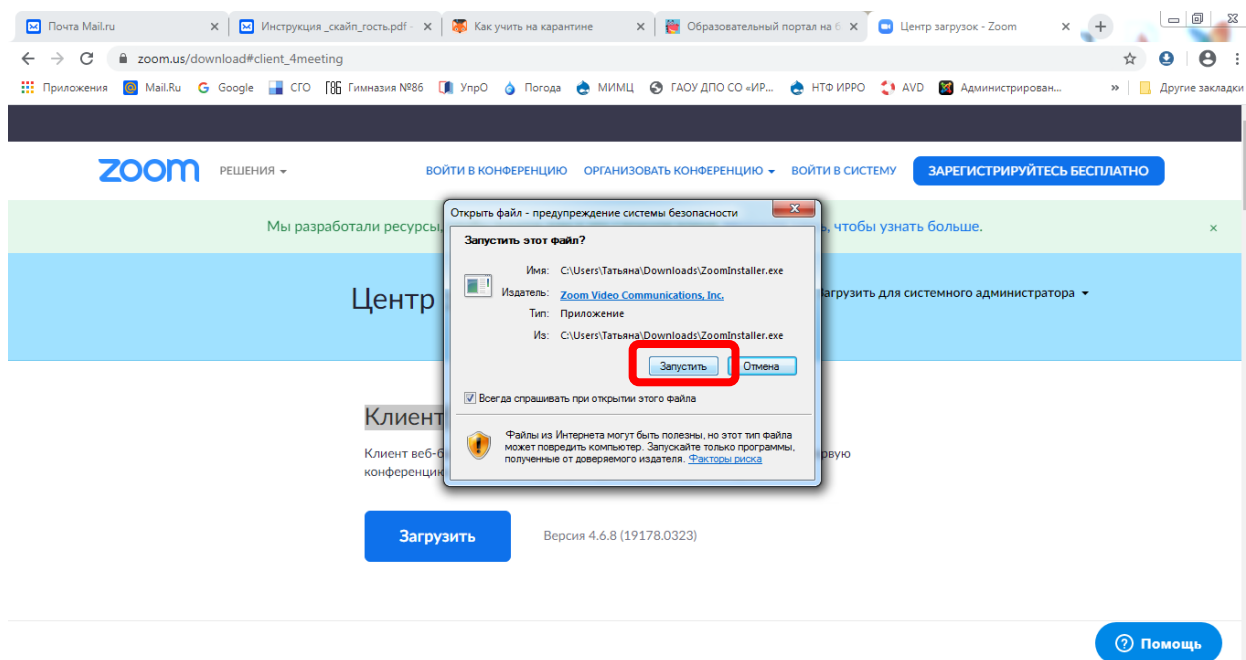 Почта Mail.ru
Инструкция _скайп_гость.pdf -
Как учить на карантине
Образовательный портал на б
Центр загрузок - Zoom
zoom.us/download#client_4meeting
Приложения Mail.Ru Google СГО Гимназия №86 УпрО Погода МИМЦ ГАОУ ДПО СО «ИР... НТФ ИРРО AVD Администрирован... » Другие закладки
zoom РЕШЕНИЯ ВОЙТИ В КОНФЕРЕНЦИЮ ОРГАНИЗОВАТЬ КОНФЕРЕНЦИЮ ВОЙТИ В СИСТЕМУ ЗАРЕГИСТРИРУЙТЕСЬ БЕСПЛАТНО
Мы разработали ресурсы, чтобы узнать больше.
Центр
Загрузить для системного администратора
Открыть файл - предупреждение системы безопасности
Запустить этот файл?
Имя: C:\Users\Татьяна\Downloads\ZoomInstaller.exe
Издатель: Zoom Video Communications, Inc.
Тип: Приложение
Из: C:\Users\Татьяна\Downloads\ZoomInstaller.exe
Запустить Отмена
Всегда спрашивать при открытии этого файла
Файлы из Интернета могут быть полезны, но этот тип файла
может повредить компьютер. Запускайте только программы,
полученные от доверяемого издателя. Факторы риска
Клиент
Клиент веб-б рвую
конференцик
Загрузить Версия 4.6.8 (19178.0323)
Помощь